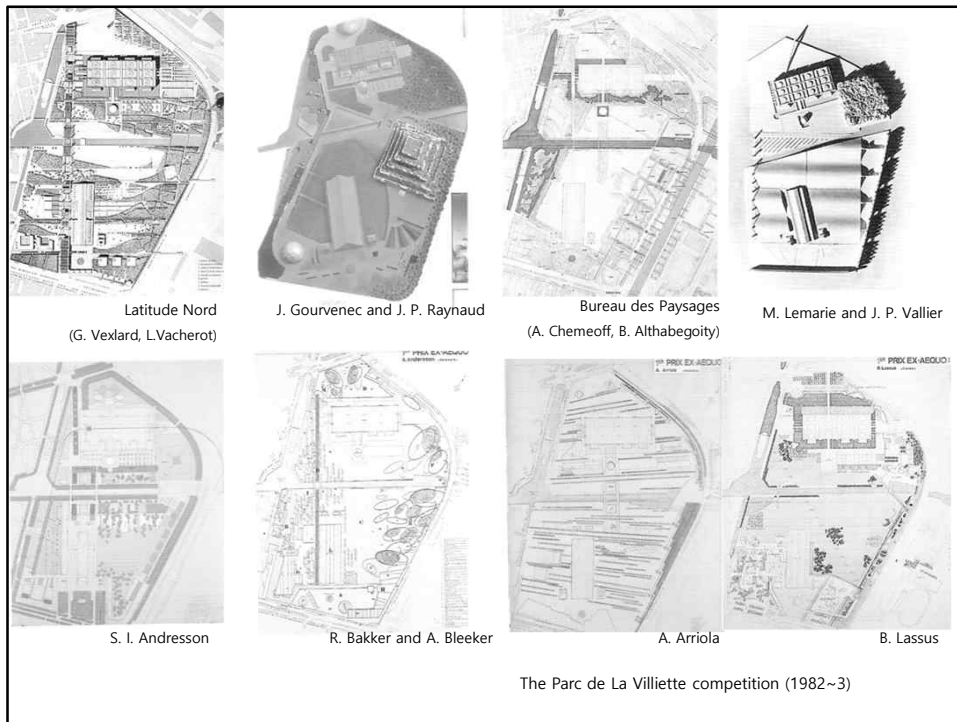 Latitude Nord
(G. Vexlard, L.Vacherot)
J. Gourvenec and J. P. Raynaud
Bureau des Paysages
(A. Chemeoff, B. Althabegoity)
M. Lemarie and J. P. Vallier
1ER PRIX EX-AEQUO
S. I. Andresson
R. Bakker and A. Bleeker
1ER PRIX EX-AEQUO
A. Arriola
1ER PRIX EX-AEQUO
B. Lassus
The Parc de La Villiette competition (1982~3)